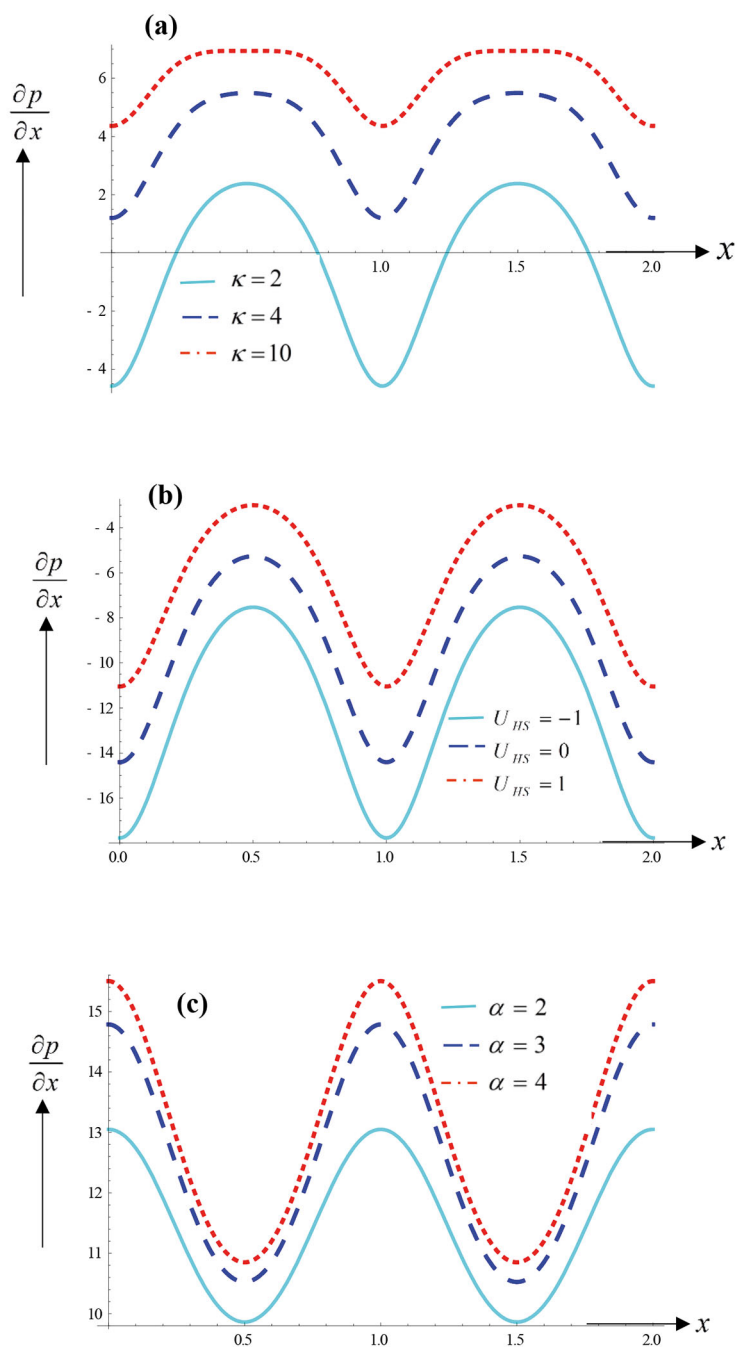 (a)
∂p/∂x
6
4
2
- 2
- 4
1.0
1.5
2.0
x
κ = 2
κ = 4
κ = 10
(b)
∂p/∂x
- 4
- 6
- 8
- 10
- 12
- 14
- 16
0.0
0.5
1.0
1.5
2.0
x
U_HS = −1
U_HS = 0
U_HS = 1
(c)
∂p/∂x
15
14
13
12
11
10
0.5
1.0
1.5
2.0
x
α = 2
α = 3
α = 4